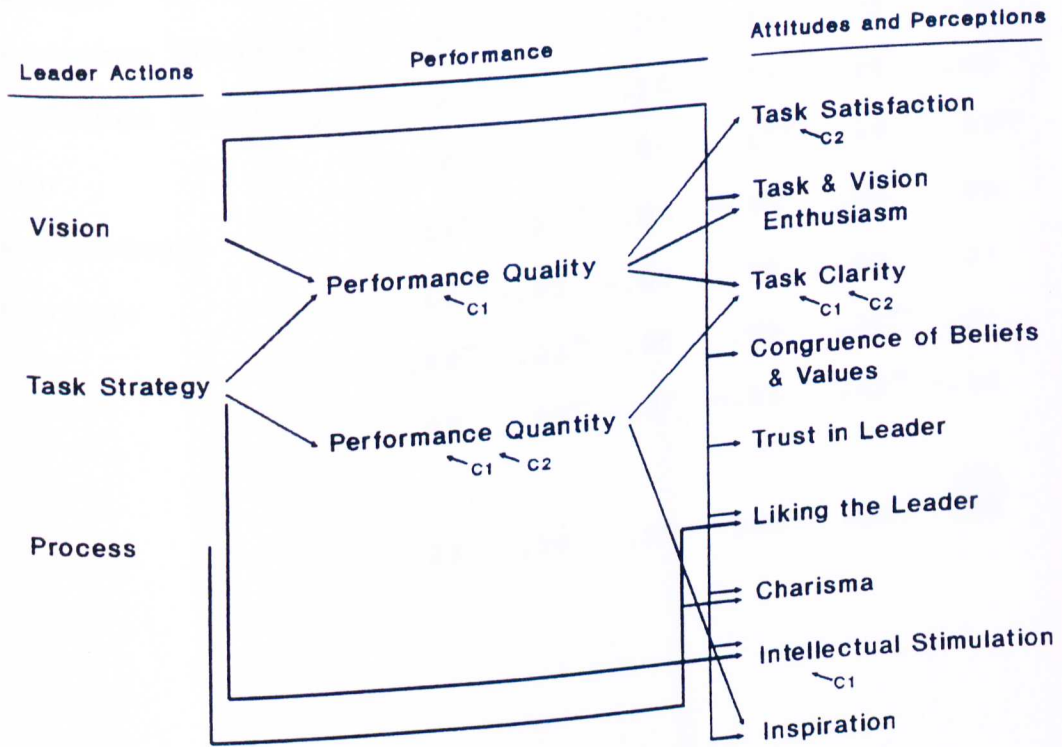 Leader Actions
Performance
Attitudes and Perceptions
Vision
Task Strategy
Process
Performance Quality
C1
Performance Quantity
C1 C2
Task Satisfaction
C2
Task & Vision
Enthusiasm
Task Clarity
C1 C2
Congruence of Beliefs
& Values
Trust in Leader
Liking the Leader
Charisma
Intellectual Stimulation
C1
Inspiration